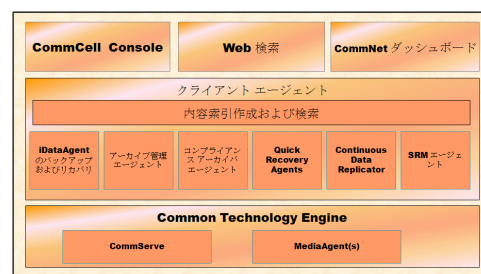 CommCell Console
Web 検索
CommNet ダッシュボード
クライアント エージェント
内容索引作成および検索
iDataAgent
のバックアップ
およびリカバリ
アーカイブ管理
エージェント
コンプライアン
ス アーカイバ
エージェント
Quick
Recovery
Agents
Continuous
Data
Replicator
SRM エージェ
ント
Common Technology Engine
CommServe
MediaAgent(s)